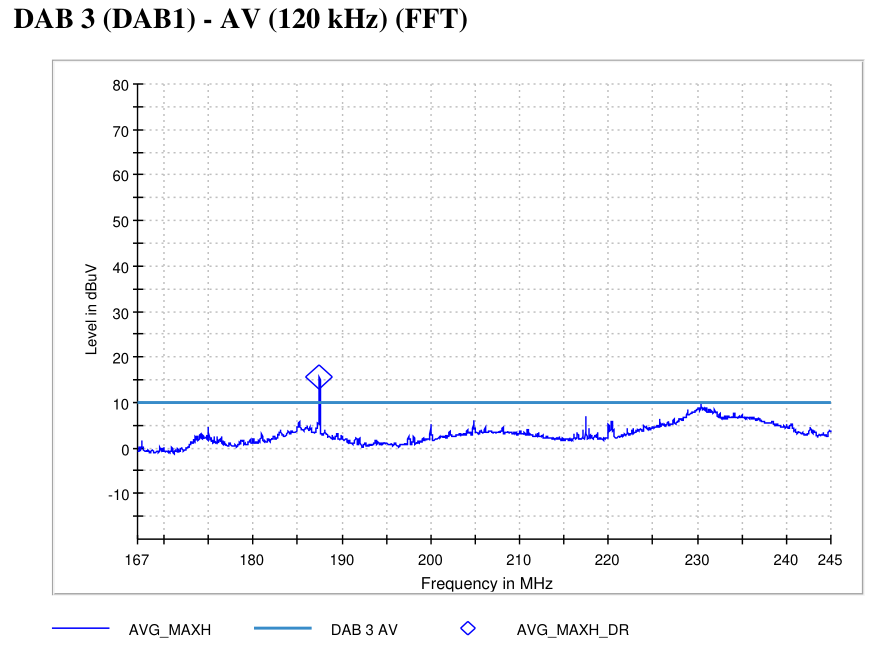 DAB 3 (DAB1) - AV (120 kHz) (FFT)
80
70
60
50
40
30
20
10
0
-10
Level in dBuV
167 180 190 200 210 220 230 240 245
Frequency in MHz
AVG_MAXH DAB 3 AV AVG_MAXH_DR